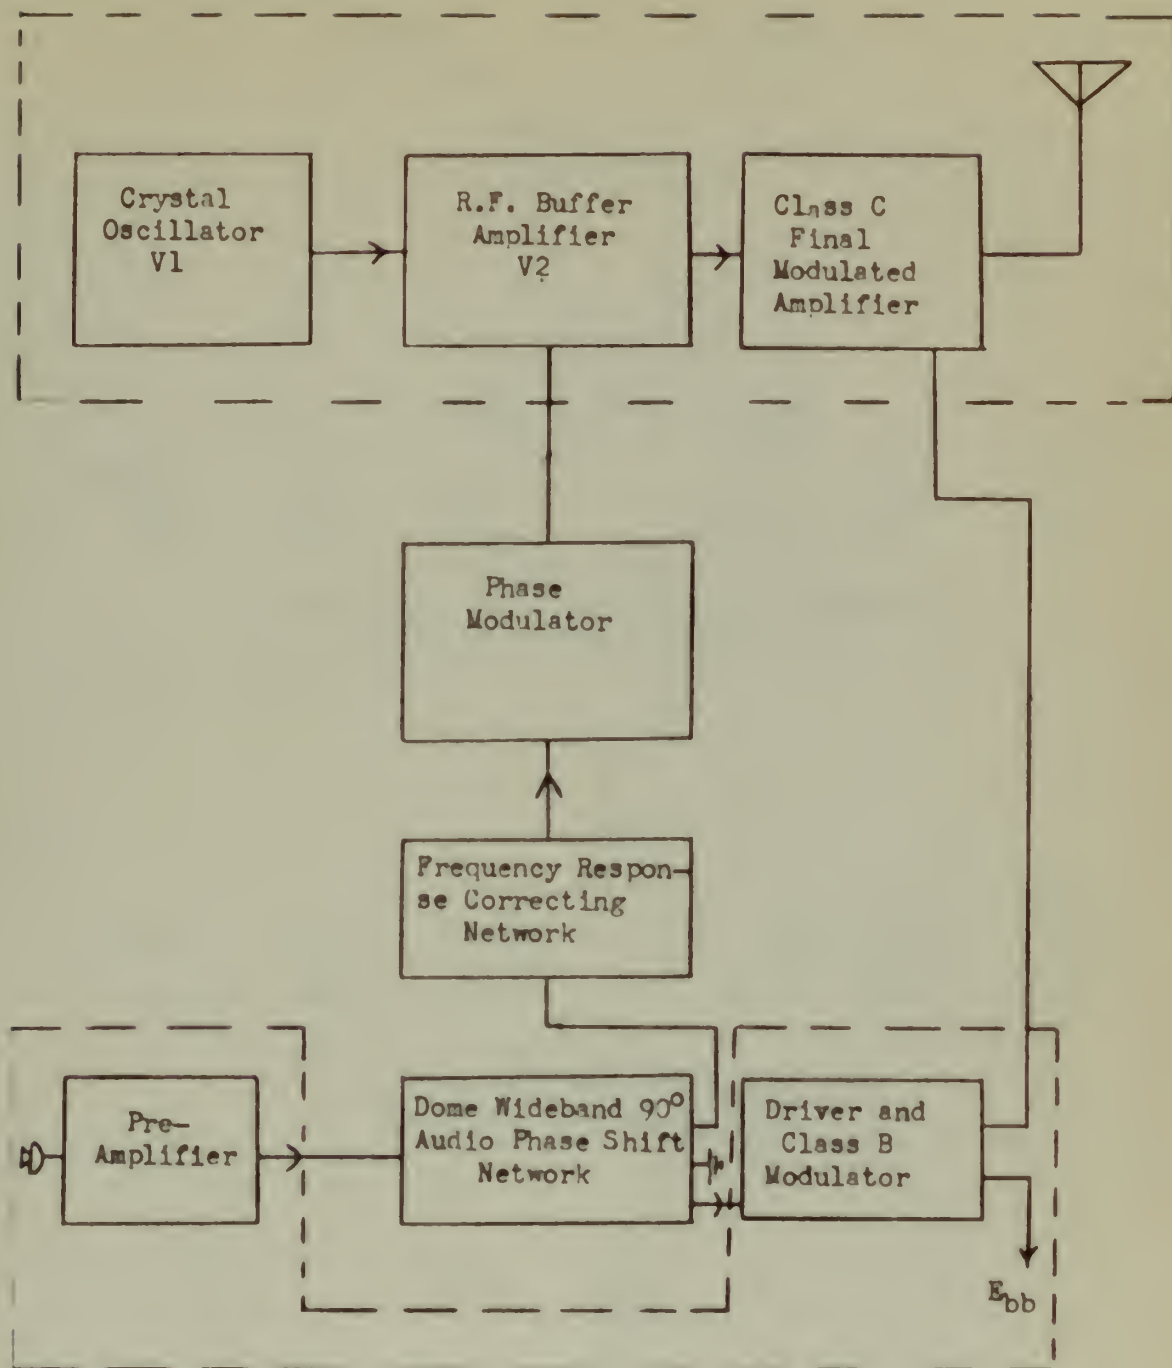 Crystal
Oscillator
V1
R.F. Buffer
Amplifier
V2
Class C
Final
Modulated
Amplifier
Phase
Modulator
Frequency Respon-
se Correcting
Network
Pre-
Amplifier
Dome Wideband 90°
Audio Phase Shift
Network
Driver and
Class B
Modulator
Ebb